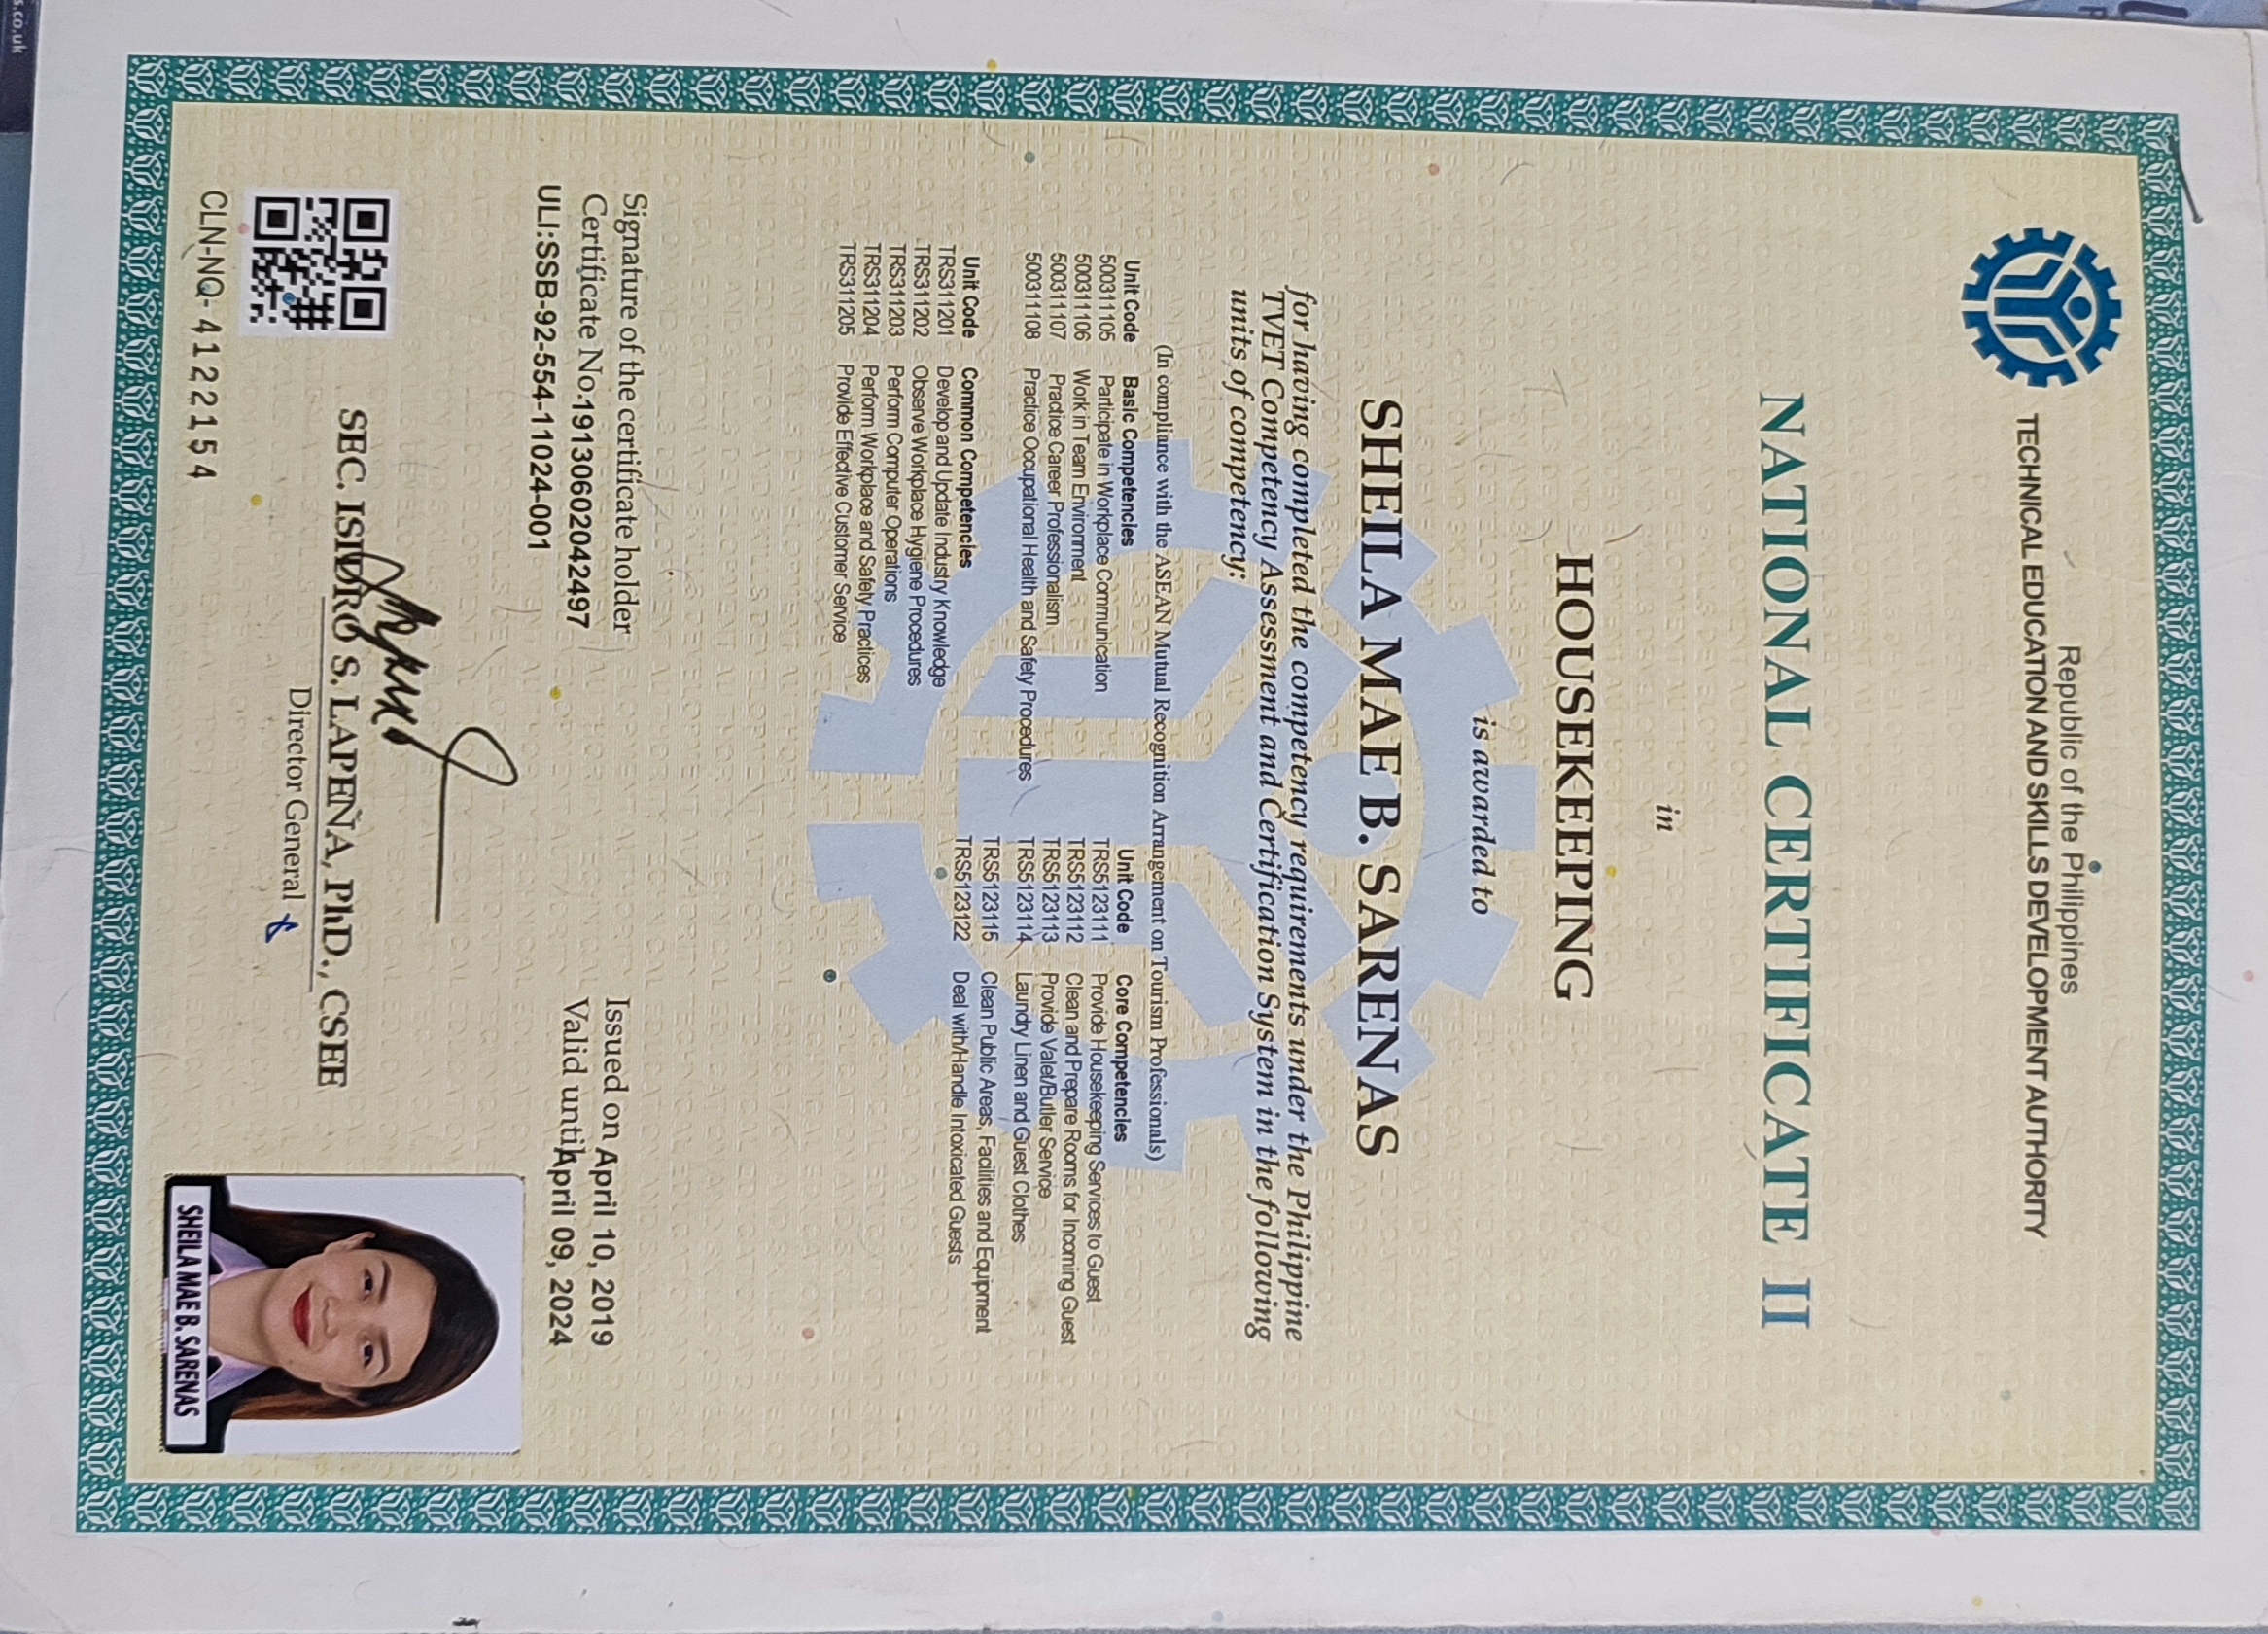 Republic of the Philippines
TECHNICAL EDUCATION AND SKILLS DEVELOPMENT AUTHORITY
NATIONAL CERTIFICATE II
in
HOUSEKEEPING
is awarded to
SHEILA MAE B. SARENAS
for having completed the competency requirements under the Philippine
TVET Competency Assessment and Certification System in the following
units of competency:
(In compliance with the ASEAN Mutual Recognition Arrangement on Tourism Professionals)
Unit Code Basic Competencies
500311105 Participate in Workplace Communication
500311106 Work in Team Environment
500311107 Practice Career Professionalism
500311108 Practice Occupational Health and Safety Procedures
Unit Code Common Competencies
TRS311201 Develop and Update Industry Knowledge
TRS311202 Observe Workplace Hygiene Procedures
TRS311203 Perform Computer Operations
TRS311204 Perform Workplace and Safety Practices
TRS311205 Provide Effective Customer Service
Unit Code Core Competencies
TRS5123111 Provide Housekeeping Services to Guest
TRS5123112 Clean and Prepare Rooms for Incoming Guest
TRS5123113 Provide Valet/Butler Service
TRS5123114 Laundry Linen and Guest Clothes
TRS5123115 Clean Public Areas, Facilities and Equipment
TRS5123122 Deal with/Handle Intoxicated Guests
Signature of the certificate holder
Certificate No. 19130602042497
ULI:SSB-92-554-11024-001
Issued on April 10, 2019
Valid until April 09, 2024
SEC. ISIDRO S. LAPEÑA, PhD., CSEE
Director General
CLN-NQ- 4122154
SHEILA MAE B. SARENAS
s.co.uk